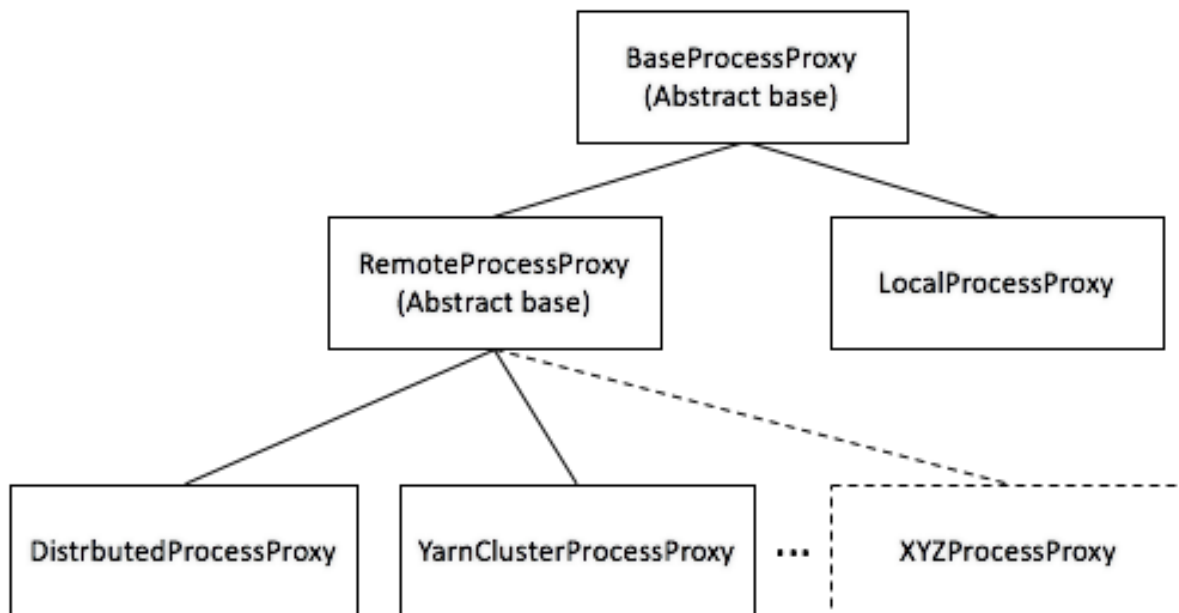 BaseProcessProxy
(Abstract base)
RemoteProcessProxy
(Abstract base)
LocalProcessProxy
DistrbutedProcessProxy
YarnClusterProcessProxy
...
XYZProcessProxy